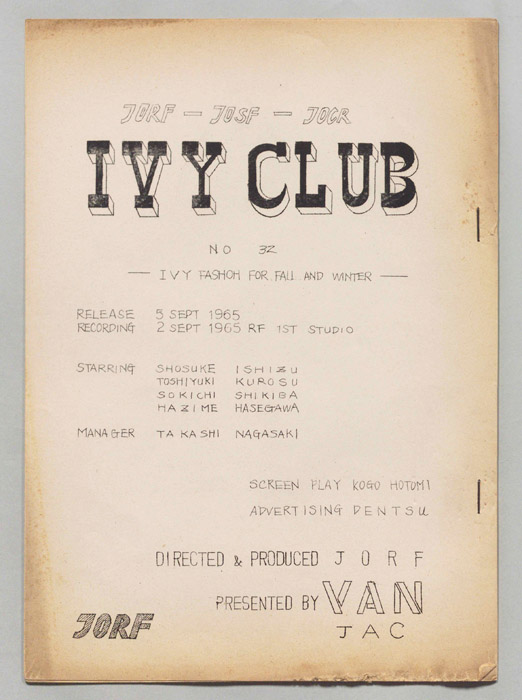 JORF — JOSF — JOCR
IVY CLUB
NO 32
— IVY FASHOH FOR FALL AND WINTER —
RELEASE 5 SEPT 1965
RECORDING 2 SEPT 1965 RF 1ST STUDIO
STARRING SHOSUKE ISHIZU
TOSHIYUKI KUROSU
SOKICHI SHIKIBA
HAZIME HASEGAWA
MANAGER TAKASHI NAGASAKI
SCREEN PLAY KOGO HOTOMI
ADVERTISING DENTSU
DIRECTED & PRODUCED JORF
PRESENTED BY VAN
JAC
JORF